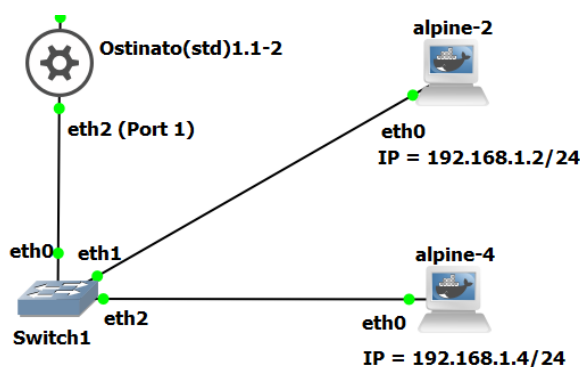 alpine-2
Ostinato(std)1.1-2
eth2 (Port 1)
eth0
IP = 192.168.1.2/24
eth0
eth1
alpine-4
eth2
eth0
Switch1
IP = 192.168.1.4/24